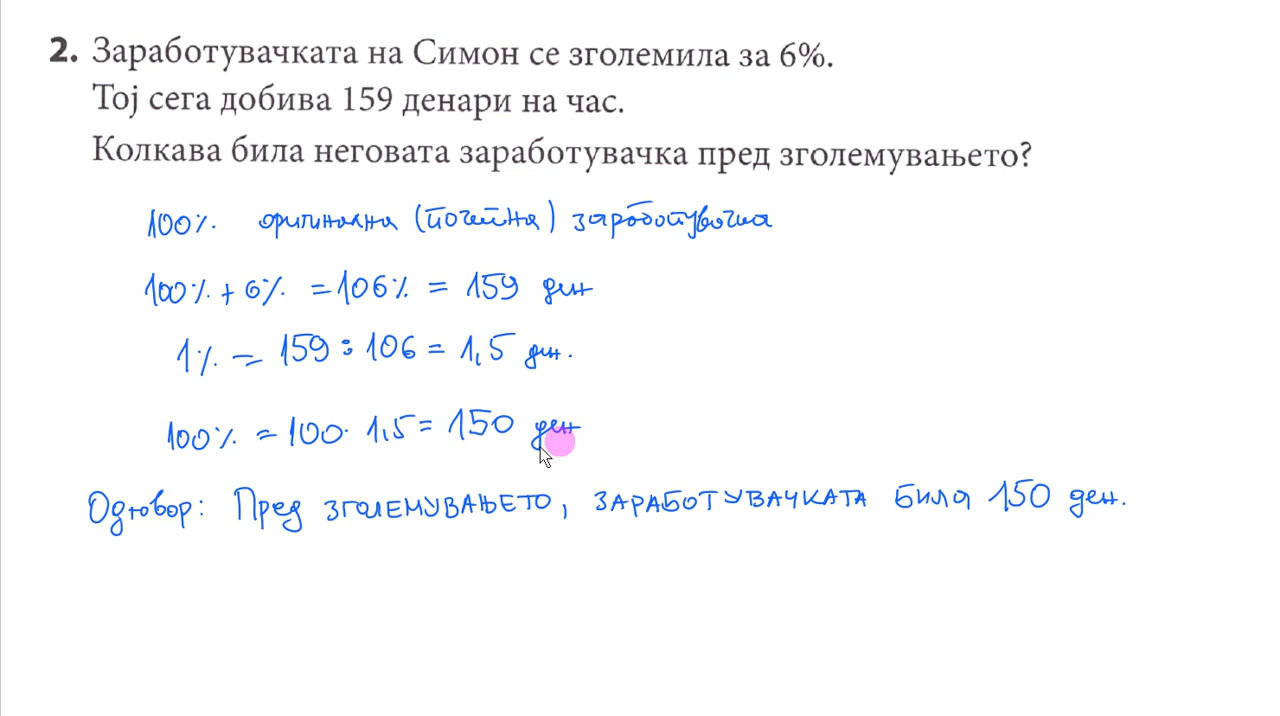 2. Заработувачката на Симон се зголемила за 6%.
Тој сега добива 159 денари на час.
Колкава била неговата заработувачка пред зголемувањето?
100% оригинална (почетна) заработувачка
100% + 6% = 106% = 159 ден
1% = 159 : 106 = 1,5 ден.
100% = 100 · 1,5 = 150 ден
Одговор: Пред зголемувањето, заработувачката била 150 ден.